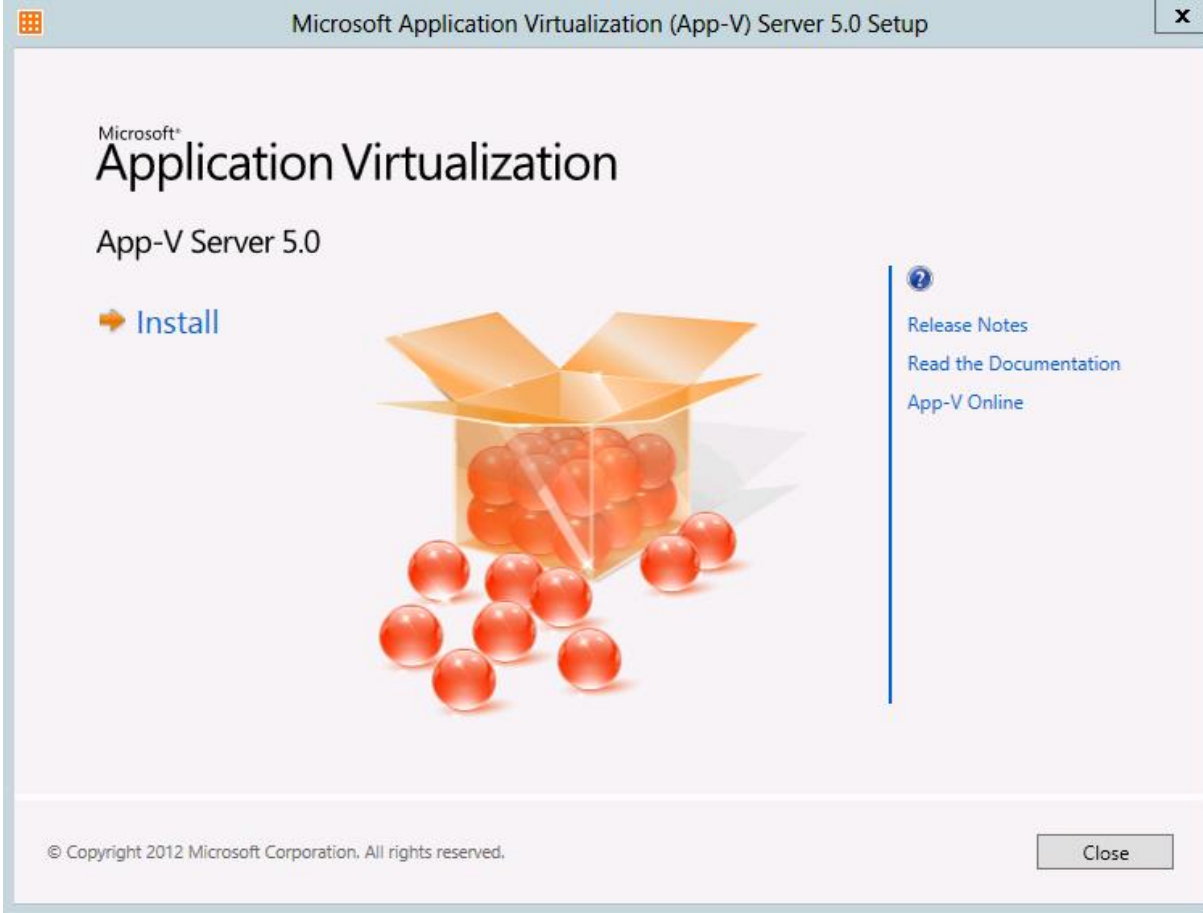 Microsoft Application Virtualization (App-V) Server 5.0 Setup
x
Microsoft®
Application Virtualization
App-V Server 5.0
Install
?
Release Notes
Read the Documentation
App-V Online
© Copyright 2012 Microsoft Corporation. All rights reserved.
Close